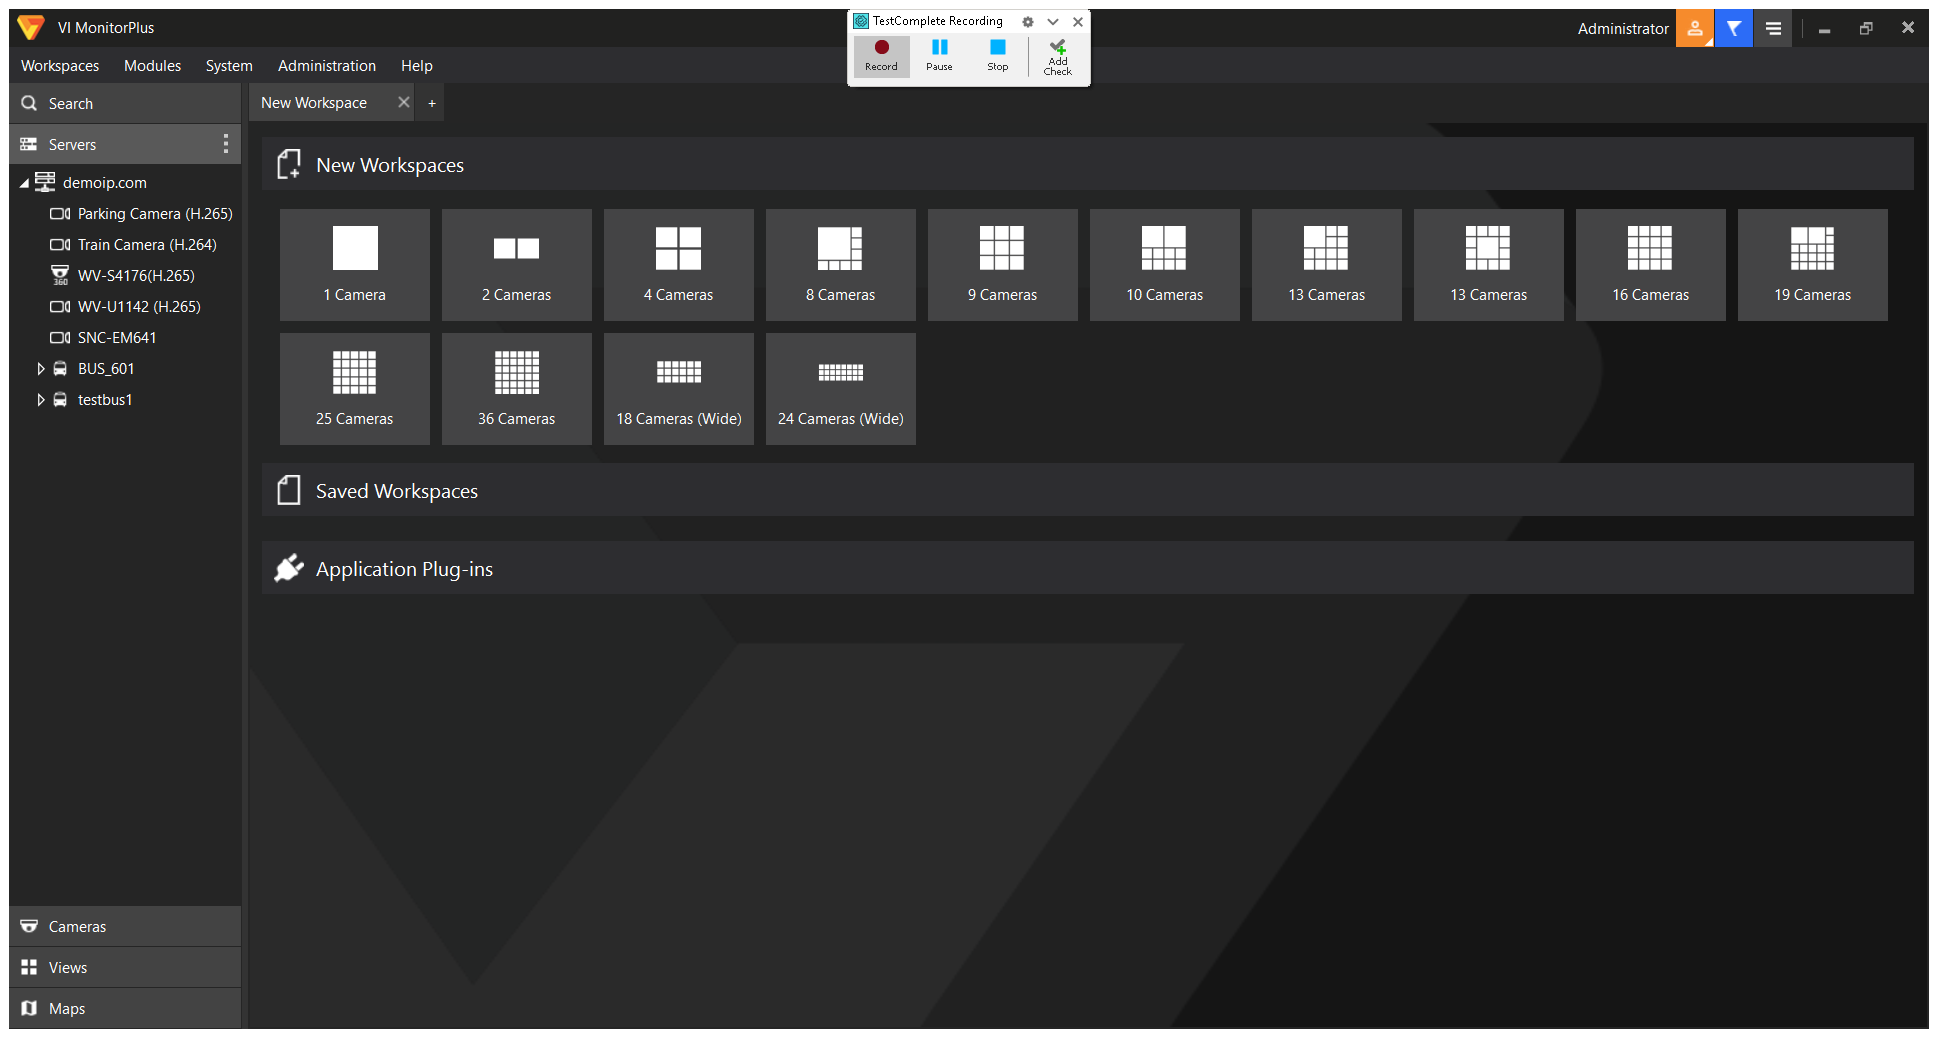 VI MonitorPlus
TestComplete Recording
Record
Pause
Stop
Add
Check
Administrator
Workspaces
Modules
System
Administration
Help
Search
New Workspace
+
Servers
demoip.com
Parking Camera (H.265)
Train Camera (H.264)
360
WV-S4176(H.265)
WV-U1142 (H.265)
SNC-EM641
BUS_601
testbus1
Cameras
Views
Maps
New Workspaces
1 Camera
2 Cameras
4 Cameras
8 Cameras
9 Cameras
10 Cameras
13 Cameras
13 Cameras
16 Cameras
19 Cameras
25 Cameras
36 Cameras
18 Cameras (Wide)
24 Cameras (Wide)
Saved Workspaces
Application Plug-ins